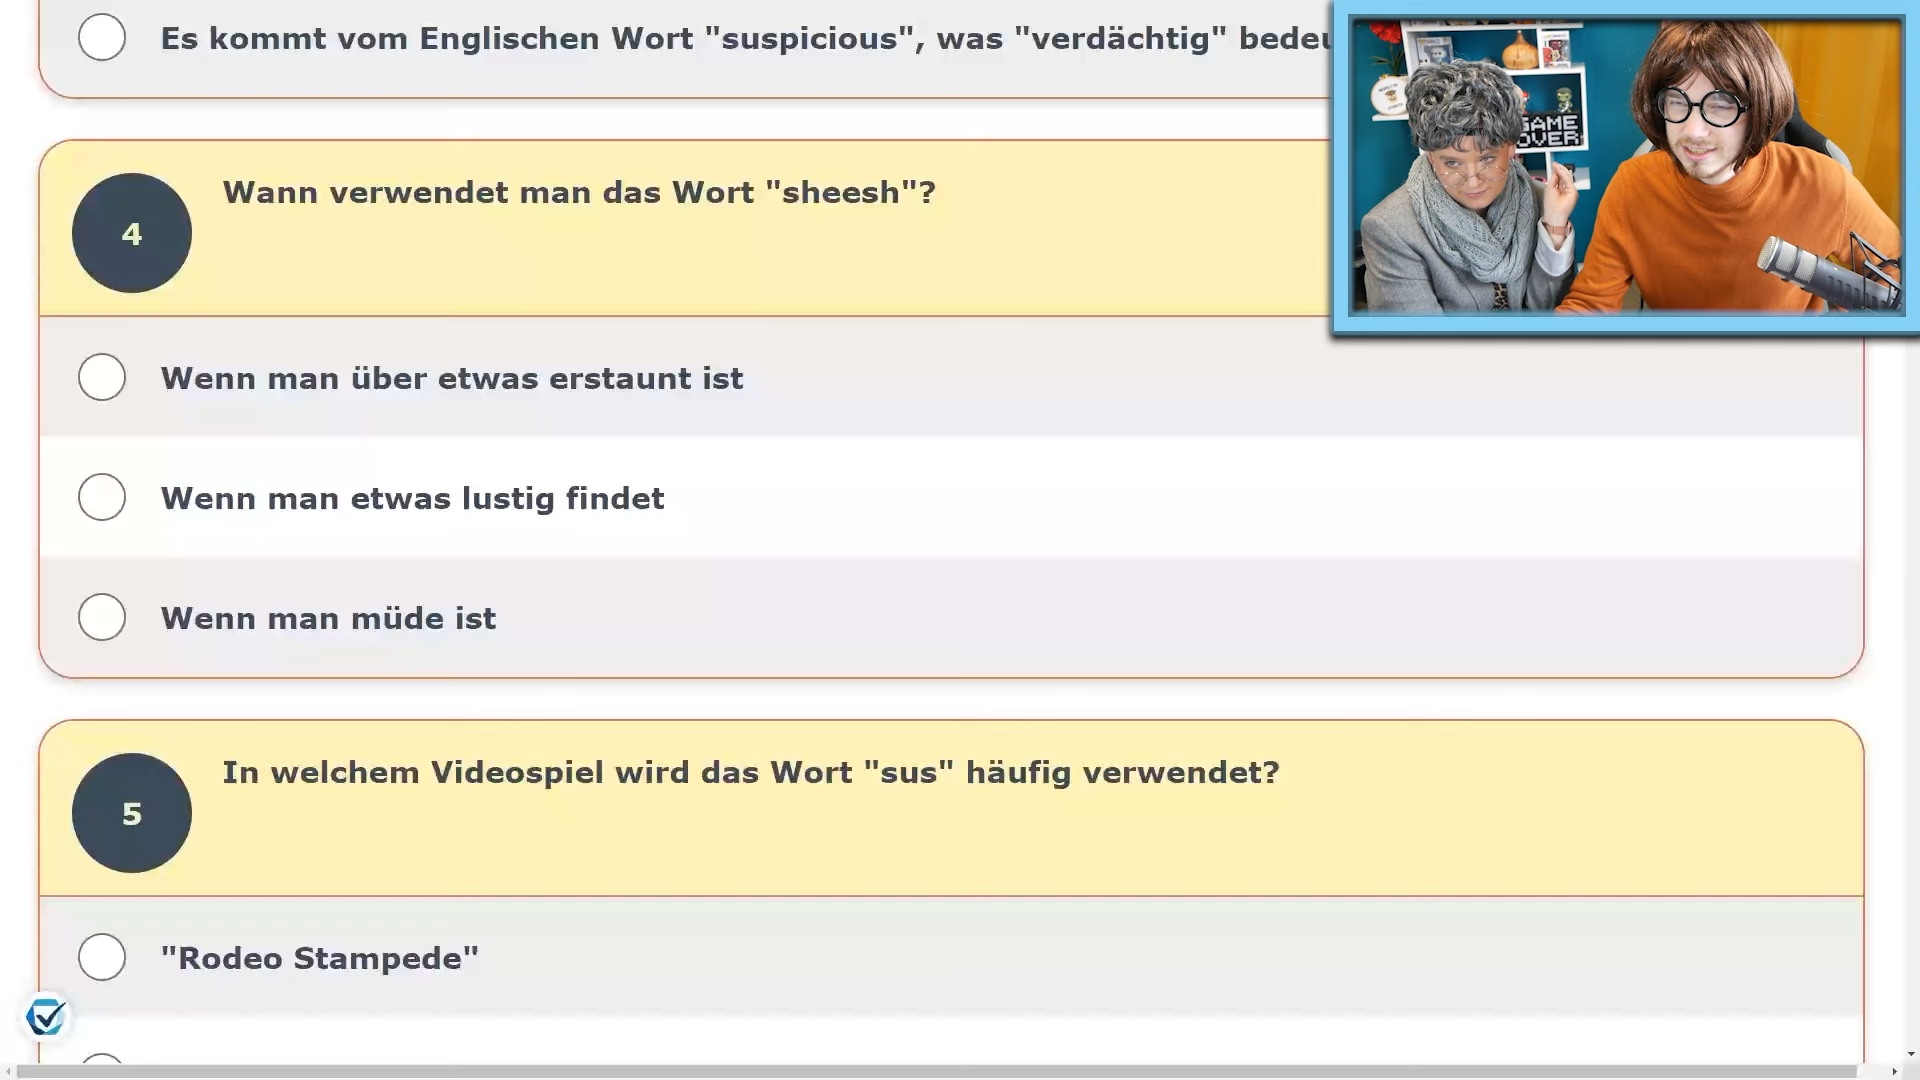 Es kommt vom Englischen Wort "suspicious", was "verdächtig"
GAME
OVER
4
Wann verwendet man das Wort "sheesh"?
Wenn man über etwas erstaunt ist
Wenn man etwas lustig findet
Wenn man müde ist
5
In welchem Videospiel wird das Wort "sus" häufig verwendet?
"Rodeo Stampede"